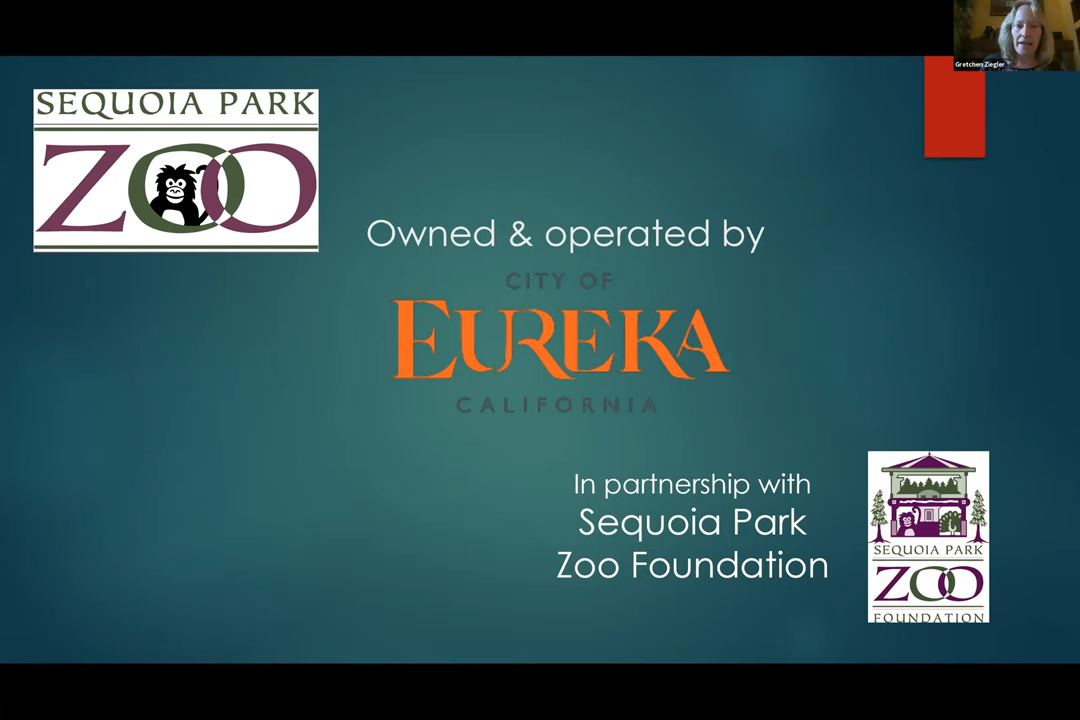 Gretchen Ziegler
SEQUOIA PARK
ZOO
Owned & operated by
CITY OF
EUREKA
CALIFORNIA
In partnership with
Sequoia Park
Zoo Foundation
SEQUOIA PARK
ZOO
FOUNDATION